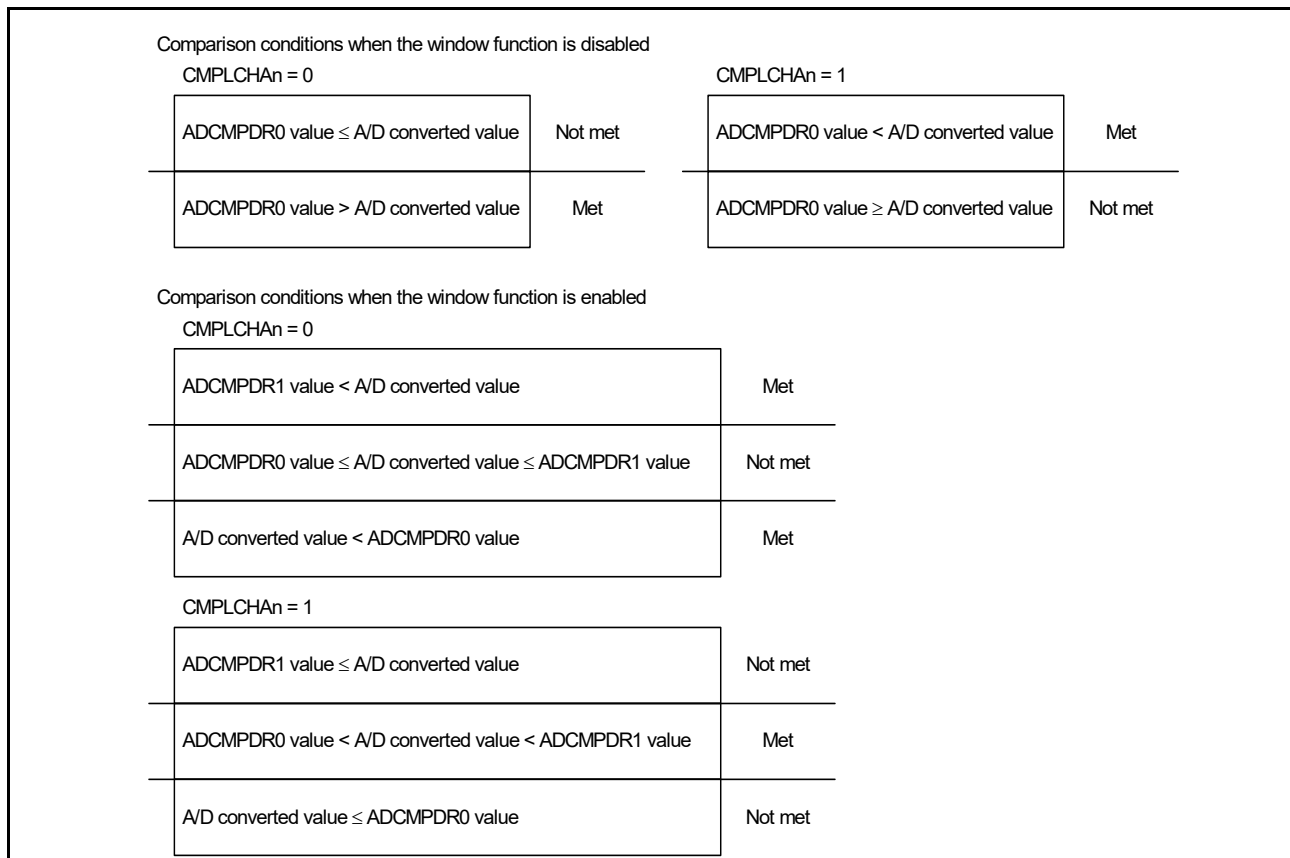 Comparison conditions when the window function is disabled
CMPLCHAn = 0
ADCMPDR0 value ≤ A/D converted value Not met
ADCMPDR0 value > A/D converted value Met
CMPLCHAn = 1
ADCMPDR0 value < A/D converted value Met
ADCMPDR0 value ≥ A/D converted value Not met
Comparison conditions when the window function is enabled
CMPLCHAn = 0
ADCMPDR1 value < A/D converted value Met
ADCMPDR0 value ≤ A/D converted value ≤ ADCMPDR1 value Not met
A/D converted value < ADCMPDR0 value Met
CMPLCHAn = 1
ADCMPDR1 value ≤ A/D converted value Not met
ADCMPDR0 value < A/D converted value < ADCMPDR1 value Met
A/D converted value ≤ ADCMPDR0 value Not met